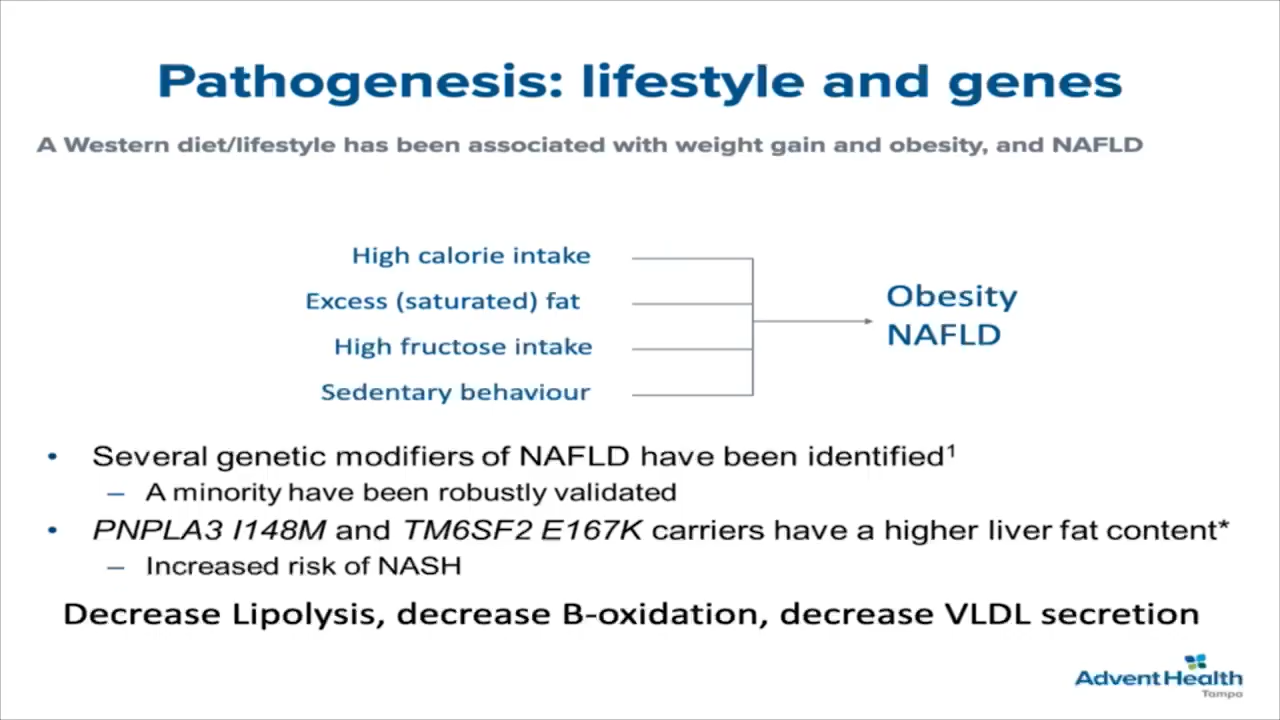 Pathogenesis: lifestyle and genes
A Western diet/lifestyle has been associated with weight gain and obesity, and NAFLD
High calorie intake
Excess (saturated) fat
High fructose intake
Sedentary behaviour
Obesity
NAFLD
• Several genetic modifiers of NAFLD have been identified¹
– A minority have been robustly validated
• PNPLA3 I148M and TM6SF2 E167K carriers have a higher liver fat content*
– Increased risk of NASH
Decrease Lipolysis, decrease B-oxidation, decrease VLDL secretion
Advent Health
Tampa